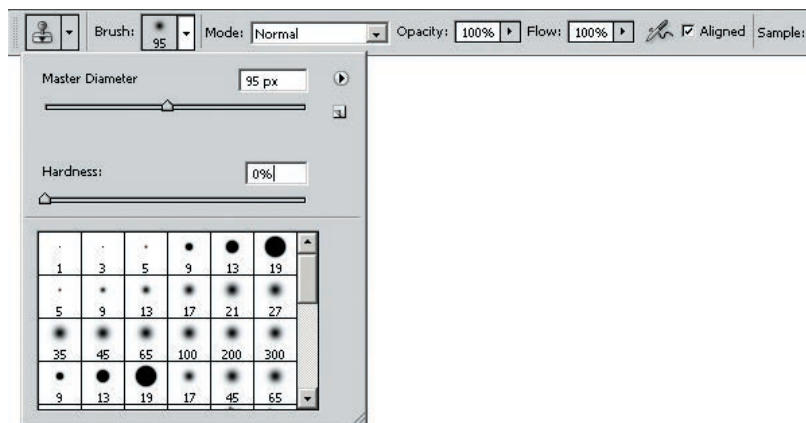 Brush: 95 Mode: Normal Opacity: 100% Flow: 100% Aligned Sample:
Master Diameter 95 px
Hardness: 0%
1 3 5 9 13 19
5 9 13 17 21 27
35 45 65 100 200 300
9 13 19 17 45 65